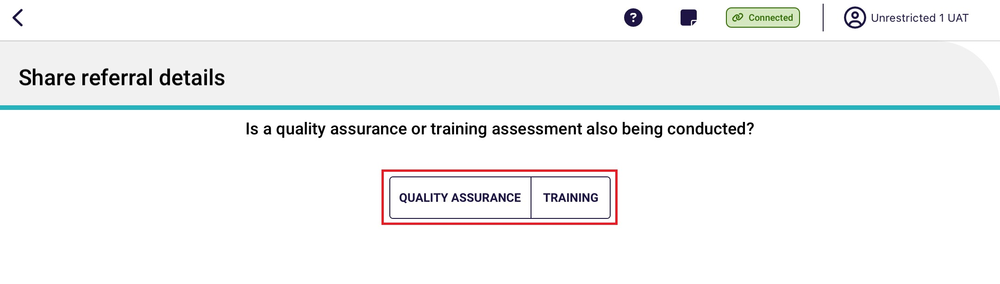 Connected
Unrestricted 1 UAT
Share referral details
Is a quality assurance or training assessment also being conducted?
QUALITY ASSURANCE
TRAINING